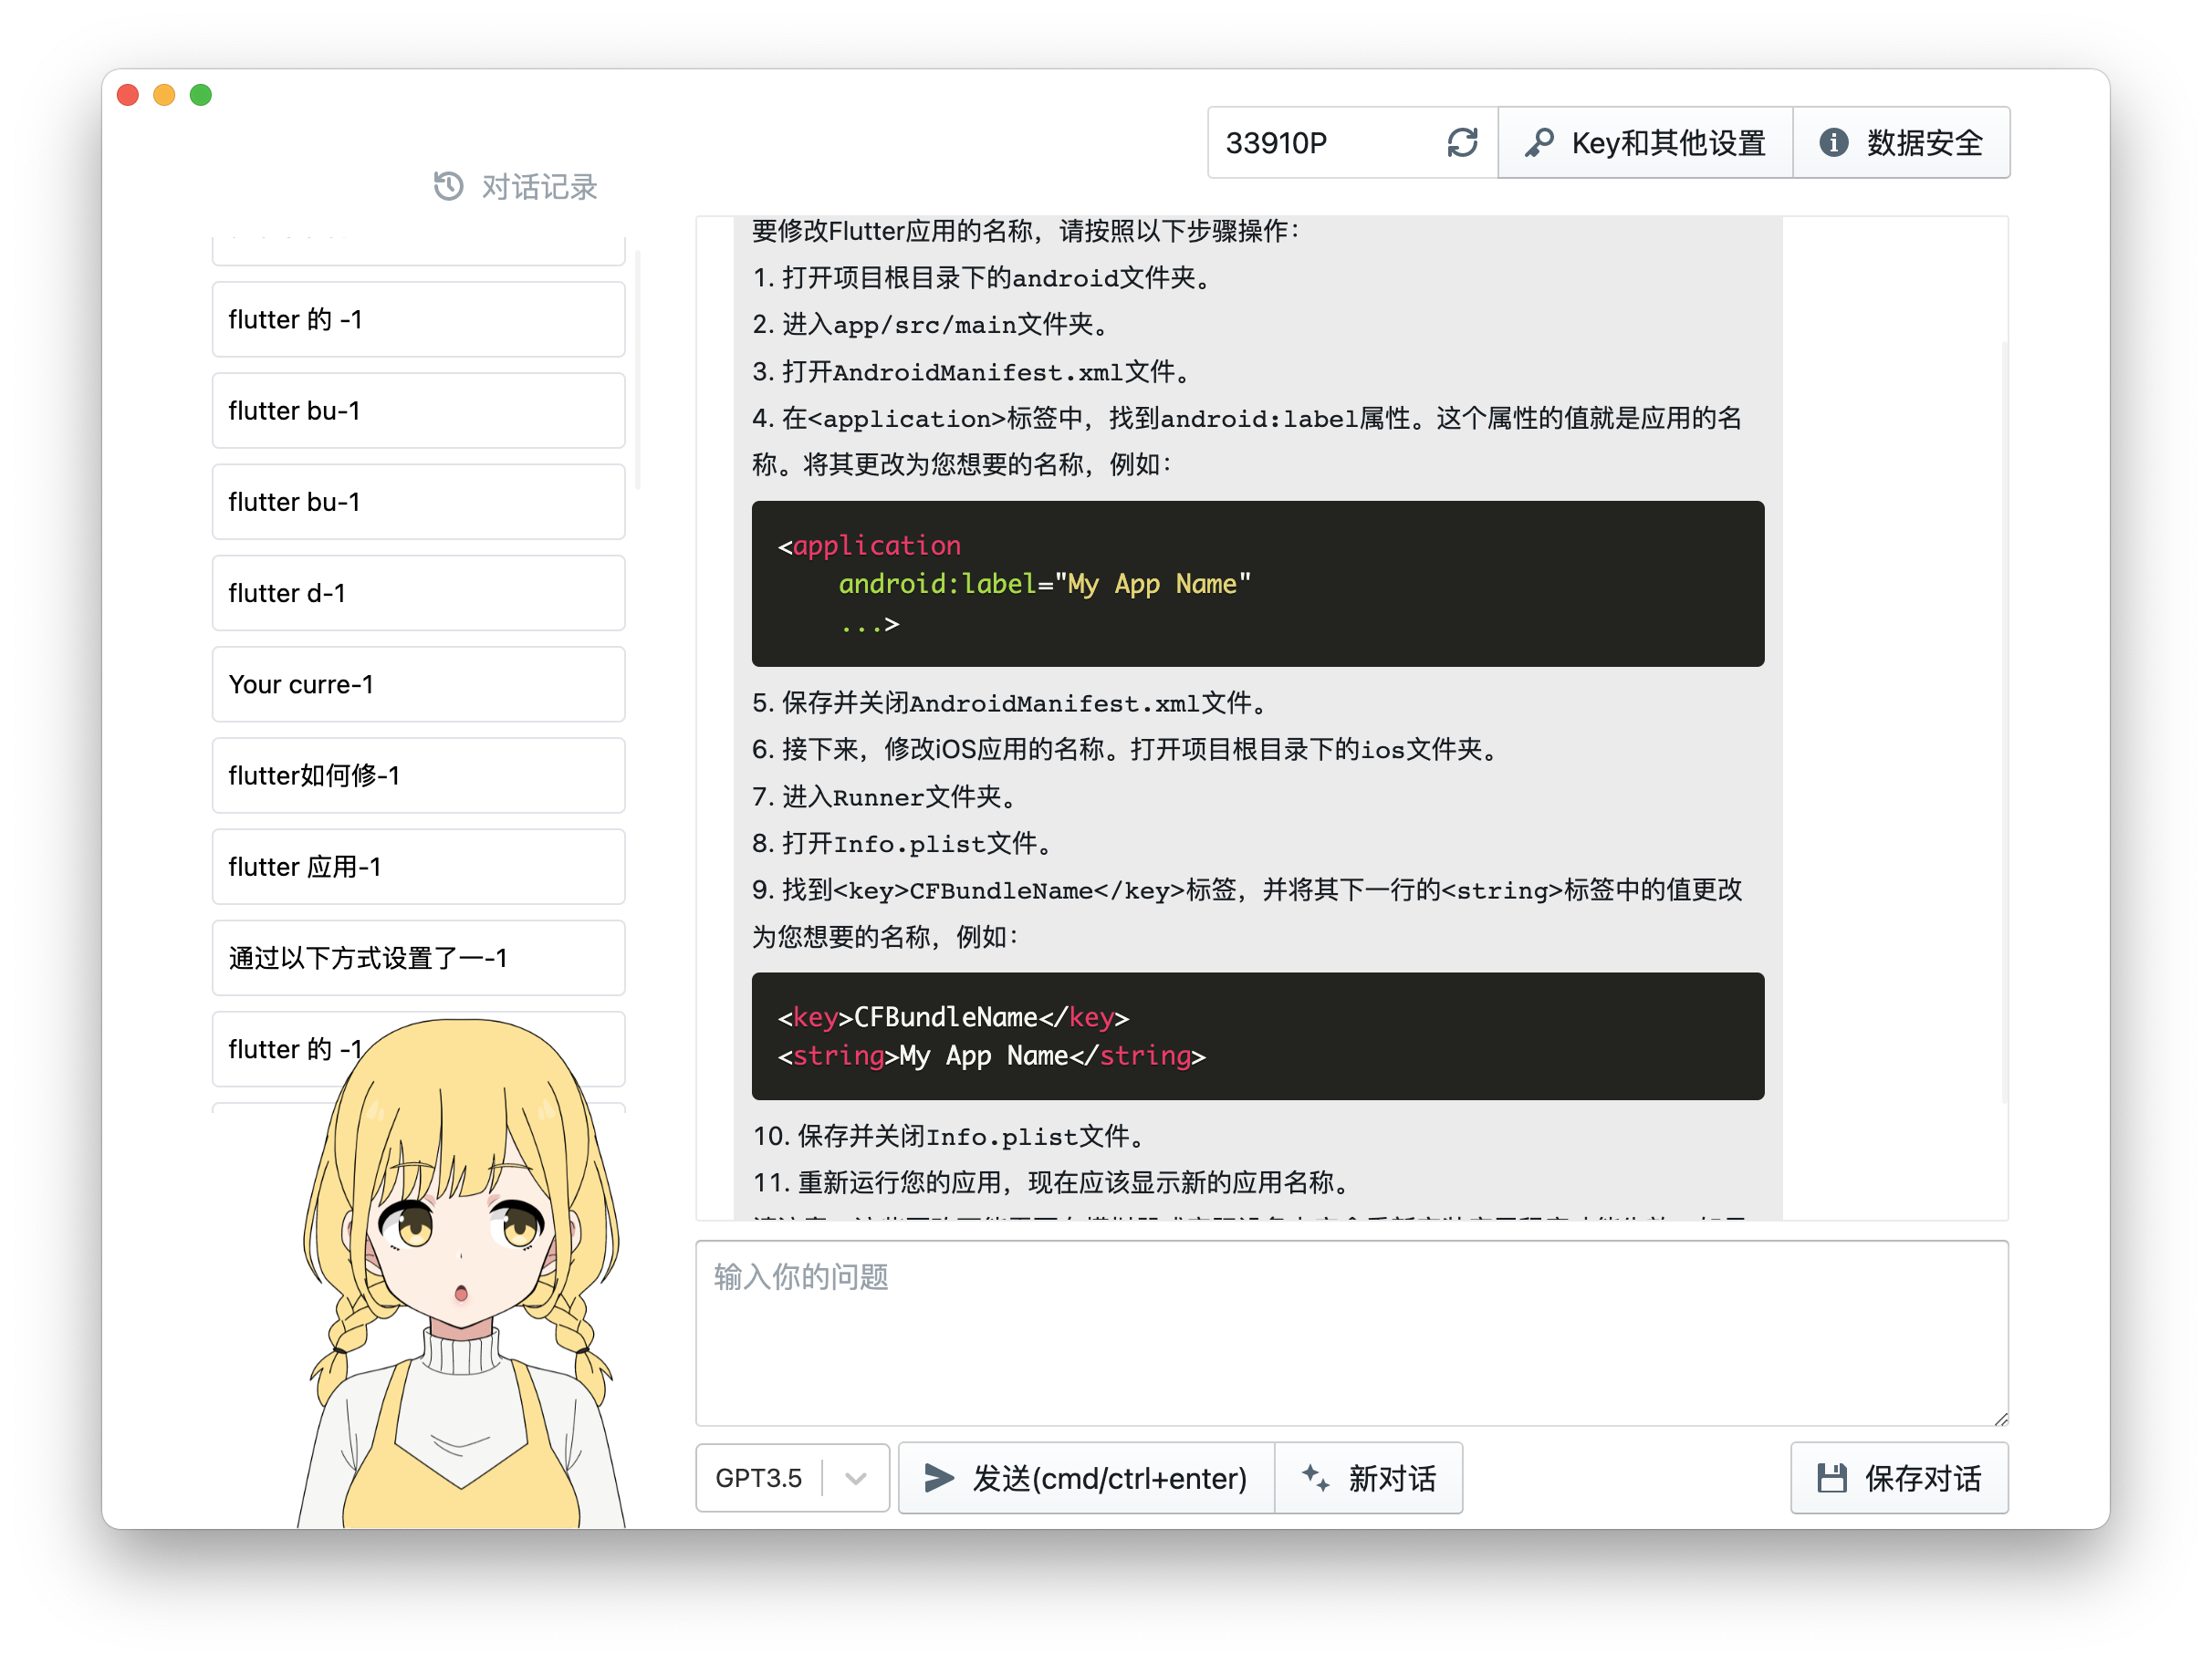 33910P
Key和其他设置
数据安全
对话记录
flutter 的 -1
flutter bu-1
flutter bu-1
flutter d-1
Your curre-1
flutter如何修-1
flutter 应用-1
通过以下方式设置了一-1
flutter 的 -1
要修改Flutter应用的名称，请按照以下步骤操作：
1. 打开项目根目录下的android文件夹。
2. 进入app/src/main文件夹。
3. 打开AndroidManifest.xml文件。
4. 在<application>标签中，找到android:label属性。这个属性的值就是应用的名
称。将其更改为您想要的名称，例如：
<application
    android:label="My App Name"
    ...>
5. 保存并关闭AndroidManifest.xml文件。
6. 接下来，修改iOS应用的名称。打开项目根目录下的ios文件夹。
7. 进入Runner文件夹。
8. 打开Info.plist文件。
9. 找到<key>CFBundleName</key>标签，并将其下一行的<string>标签中的值更改
为您想要的名称，例如：
<key>CFBundleName</key>
<string>My App Name</string>
10. 保存并关闭Info.plist文件。
11. 重新运行您的应用，现在应该显示新的应用名称。
输入你的问题
GPT3.5
发送(cmd/ctrl+enter)
新对话
保存对话